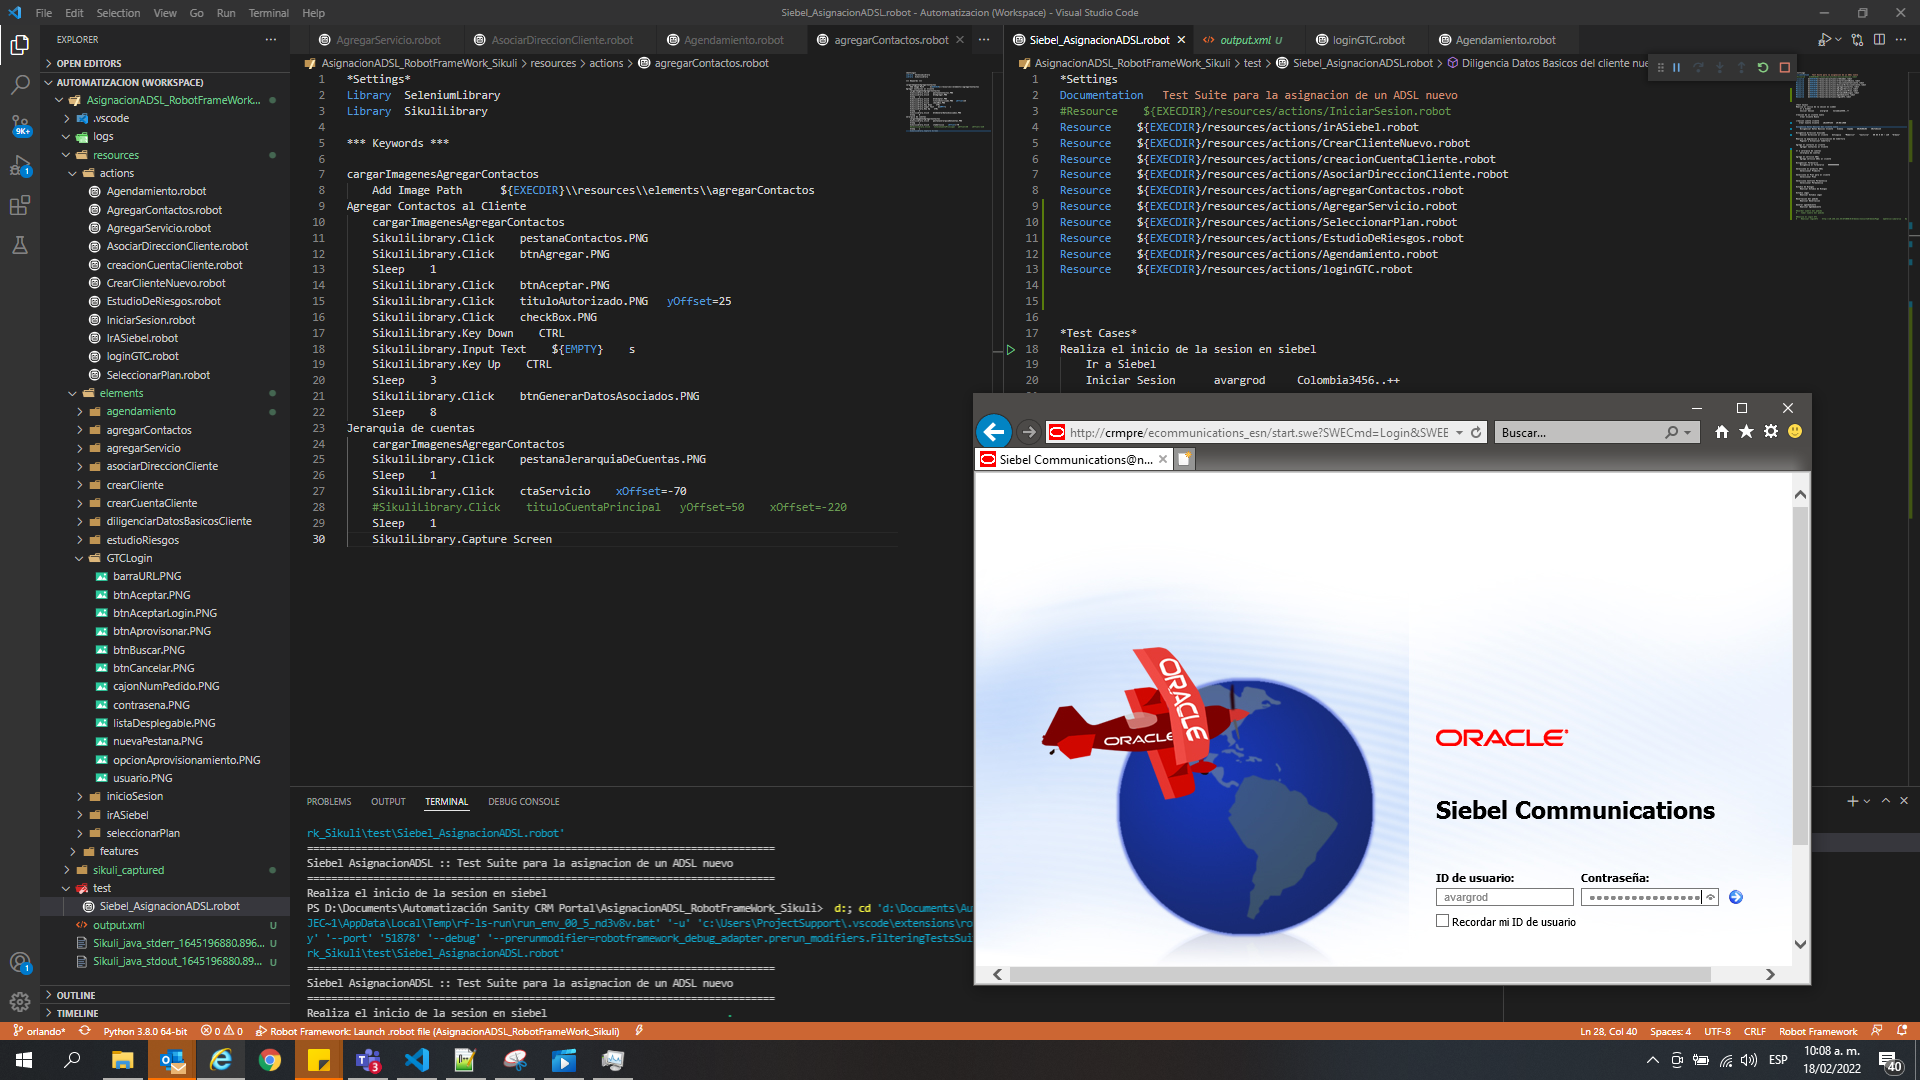 File Edit Selection View Go Run Terminal Help
Siebel_AsignacionADSL.robot - Automatizacion (Workspace) - Visual Studio Code
EXPLORER
OPEN EDITORS
AUTOMATIZACION (WORKSPACE)
AsignacionADSL_RobotFrameWork...
.vscode
logs
resources
actions
Agendamiento.robot
AgregarContactos.robot
AgregarServicio.robot
AsociarDireccionCliente.robot
creacionCuentaCliente.robot
CrearClienteNuevo.robot
EstudioDeRiesgos.robot
IniciarSesion.robot
IrASiebel.robot
loginGTC.robot
SeleccionarPlan.robot
elements
agendamiento
agregarContactos
agregarServicio
asociarDireccionCliente
crearCliente
crearCuentaCliente
diligenciarDatosBasicosCliente
estudioRiesgos
GTCLogin
barraURL.PNG
btnAceptar.PNG
btnAceptarLogin.PNG
btnAprovisonar.PNG
btnBuscar.PNG
btnCancelar.PNG
cajonNumPedido.PNG
contrasena.PNG
listaDesplegable.PNG
nuevaPestana.PNG
opcionAprovisionamiento.PNG
usuario.PNG
inicioSesion
irASiebel
seleccionarPlan
features
sikuli_captured
test
Siebel_AsignacionADSL.robot
output.xml U
Sikuli_java_stderr_1645196880.896... U
Sikuli_java_stdout_1645196880.89... U
OUTLINE
TIMELINE
9K+
1
1
AgregarServicio.robot AsociarDireccionCliente.robot Agendamiento.robot agregarContactos.robot
AsignacionADSL_RobotFrameWork_Sikuli > resources > actions > agregarContactos.robot
1 *Settings*
2 Library SeleniumLibrary
3 Library SikuliLibrary
4
5 *** Keywords ***
6
7 cargarImagenesAgregarContactos
8 Add Image Path ${EXECDIR}\\resources\\elements\\agregarContactos
9 Agregar Contactos al Cliente
10 cargarImagenesAgregarContactos
11 SikuliLibrary.Click pestanaContactos.PNG
12 SikuliLibrary.Click btnAgregar.PNG
13 Sleep 1
14 SikuliLibrary.Click btnAceptar.PNG
15 SikuliLibrary.Click tituloAutorizado.PNG yOffset=25
16 SikuliLibrary.Click checkBox.PNG
17 SikuliLibrary.Key Down CTRL
18 SikuliLibrary.Input Text ${EMPTY} s
19 SikuliLibrary.Key Up CTRL
20 Sleep 3
21 SikuliLibrary.Click btnGenerarDatosAsociados.PNG
22 Sleep 8
23 Jerarquia de cuentas
24 cargarImagenesAgregarContactos
25 SikuliLibrary.Click pestanaJerarquiaDeCuentas.PNG
26 Sleep 1
27 SikuliLibrary.Click ctaServicio xOffset=-70
28 #SikuliLibrary.Click tituloCuentaPrincipal yOffset=50 xOffset=-220
29 Sleep 1
30 SikuliLibrary.Capture Screen
Siebel_AsignacionADSL.robot output.xml U loginGTC.robot Agendamiento.robot
AsignacionADSL_RobotFrameWork_Sikuli > test > Siebel_AsignacionADSL.robot > Diligencia Datos Basicos del cliente nue
1 *Settings
2 Documentation Test Suite para la asignacion de un ADSL nuevo
3 #Resource ${EXECDIR}/resources/actions/IniciarSesion.robot
4 Resource ${EXECDIR}/resources/actions/irASiebel.robot
5 Resource ${EXECDIR}/resources/actions/CrearClienteNuevo.robot
6 Resource ${EXECDIR}/resources/actions/creacionCuentaCliente.robot
7 Resource ${EXECDIR}/resources/actions/AsociarDireccionCliente.robot
8 Resource ${EXECDIR}/resources/actions/agregarContactos.robot
9 Resource ${EXECDIR}/resources/actions/AgregarServicio.robot
10 Resource ${EXECDIR}/resources/actions/SeleccionarPlan.robot
11 Resource ${EXECDIR}/resources/actions/EstudioDeRiesgos.robot
12 Resource ${EXECDIR}/resources/actions/Agendamiento.robot
13 Resource ${EXECDIR}/resources/actions/loginGTC.robot
14
15
16
17 *Test Cases*
18 Realiza el inicio de la sesion en siebel
19 Ir a Siebel
20 Iniciar Sesion avargrod Colombia3456..++
http://crmpre/ecommunications_esn/start.swe?SWECmd=Login&SWEE
Buscar...
Siebel Communications@n...
ORACLE
ORACLE
ORACLE
Siebel Communications
ID de usuario: Contraseña:
avargrod
Recordar mi ID de usuario
PROBLEMS OUTPUT TERMINAL DEBUG CONSOLE
rk_Sikuli\test\Siebel_AsignacionADSL.robot'
==============================================================================
Siebel AsignacionADSL :: Test Suite para la asignacion de un ADSL nuevo
==============================================================================
Realiza el inicio de la sesion en siebel
PS D:\Documents\Automatización Sanity CRM Portal\AsignacionADSL_RobotFrameWork_Sikuli> d:; cd 'd:\Documents\Au
JEC~1\AppData\Local\Temp\rf-ls-run\run_env_00_5_nd3v8v.bat' '-u' 'c:\Users\ProjectSupport\.vscode\extensions\ro
y' '--port' '51878' '--debug' '--prerunmodifier=robotframework_debug_adapter.prerun_modifiers.FilteringTestsSui
rk_Sikuli\test\Siebel_AsignacionADSL.robot'
==============================================================================
Siebel AsignacionADSL :: Test Suite para la asignacion de un ADSL nuevo
==============================================================================
Realiza el inicio de la sesion en siebel
orlando* Python 3.8.0 64-bit 0 0 Robot Framework: Launch .robot file (AsignacionADSL_RobotFrameWork_Sikuli)
Ln 28, Col 40 Spaces: 4 UTF-8 CRLF Robot Framework
3
ESP
10:08 a. m.
18/02/2022
40